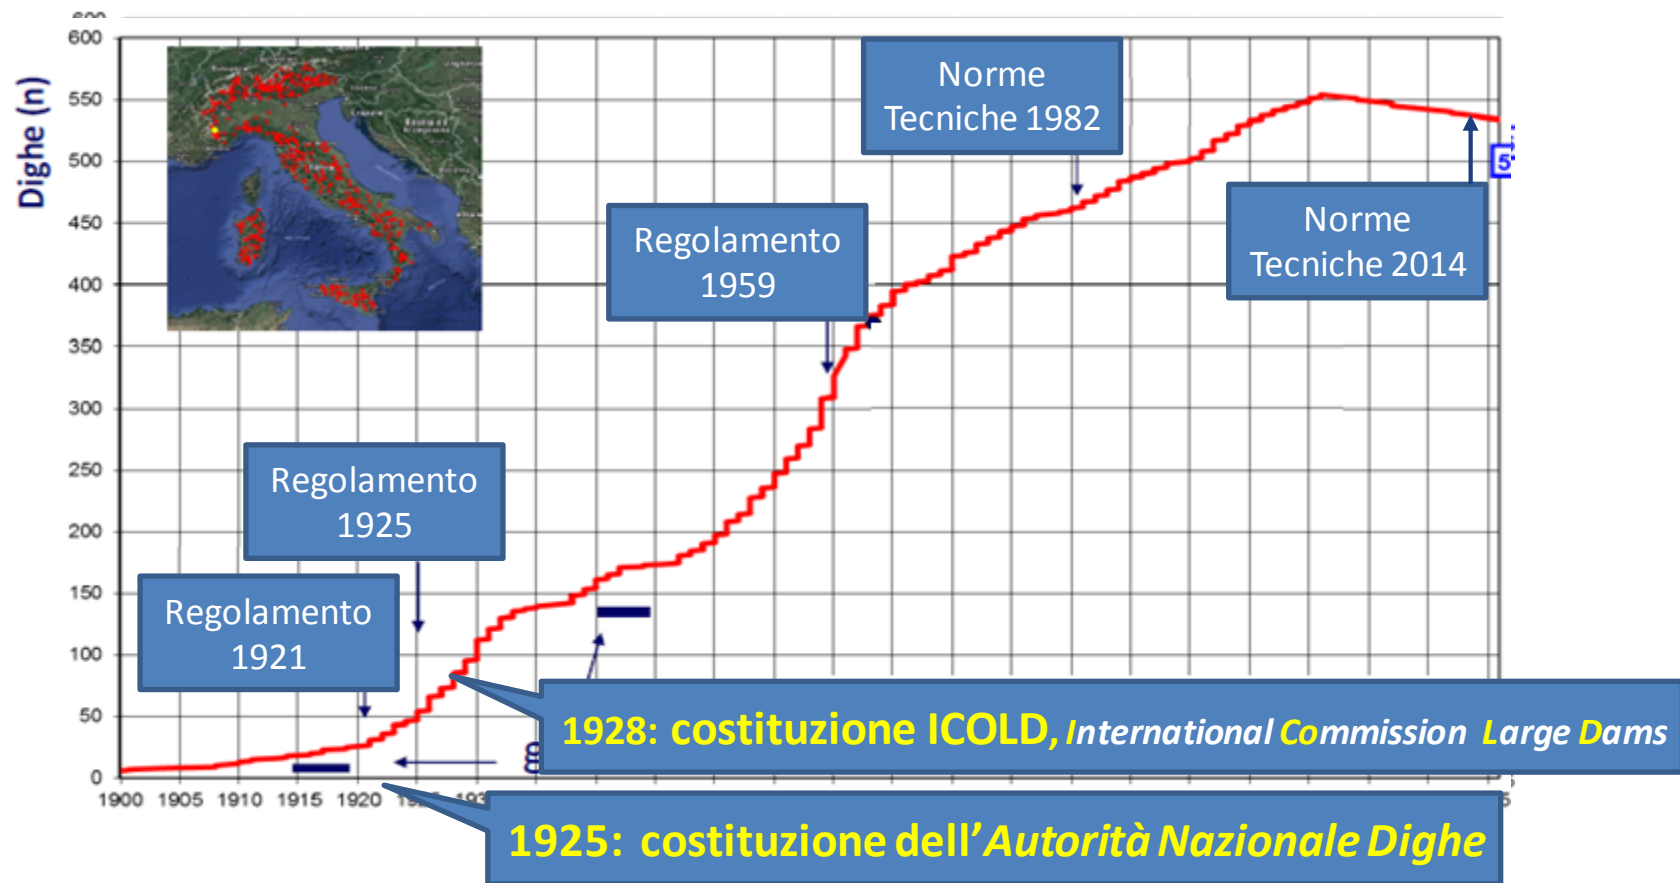 600
600
550
500
450
400
350
300
250
200
150
100
50
0
Dighe (n)
Norme
Tecniche 1982
Regolamento
1959
Norme
Tecniche 2014
Regolamento
1925
Regolamento
1921
5
1928: costituzione ICOLD, International Commission Large Dams
1900 1905 1910 1915 1920
1925: costituzione dell’Autorità Nazionale Dighe